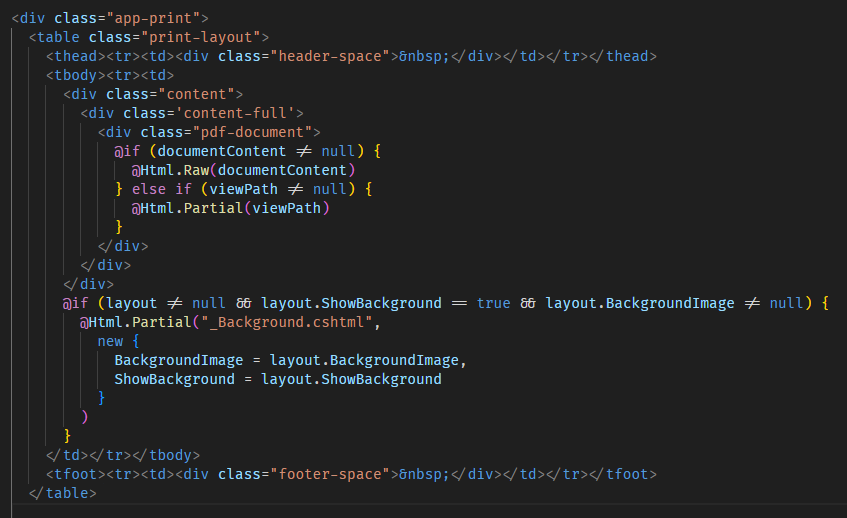 <div class="app-print">
<table class="print-layout">
<thead><tr><td><div class="header-space">&nbsp;</div></td></tr></thead>
<tbody><tr><td>
<div class="content">
<div class='content-full'>
<div class="pdf-document">
@if (documentContent != null) {
@Html.Raw(documentContent)
} else if (viewPath != null) {
@Html.Partial(viewPath)
}
</div>
</div>
</div>
@if (layout != null && layout.ShowBackground == true && layout.BackgroundImage != null) {
@Html.Partial("_Background.cshtml",
new {
BackgroundImage = layout.BackgroundImage,
ShowBackground = layout.ShowBackground
}
)
}
</td></tr></tbody>
<tfoot><tr><td><div class="footer-space">&nbsp;</div></td></tr></tfoot>
</table>